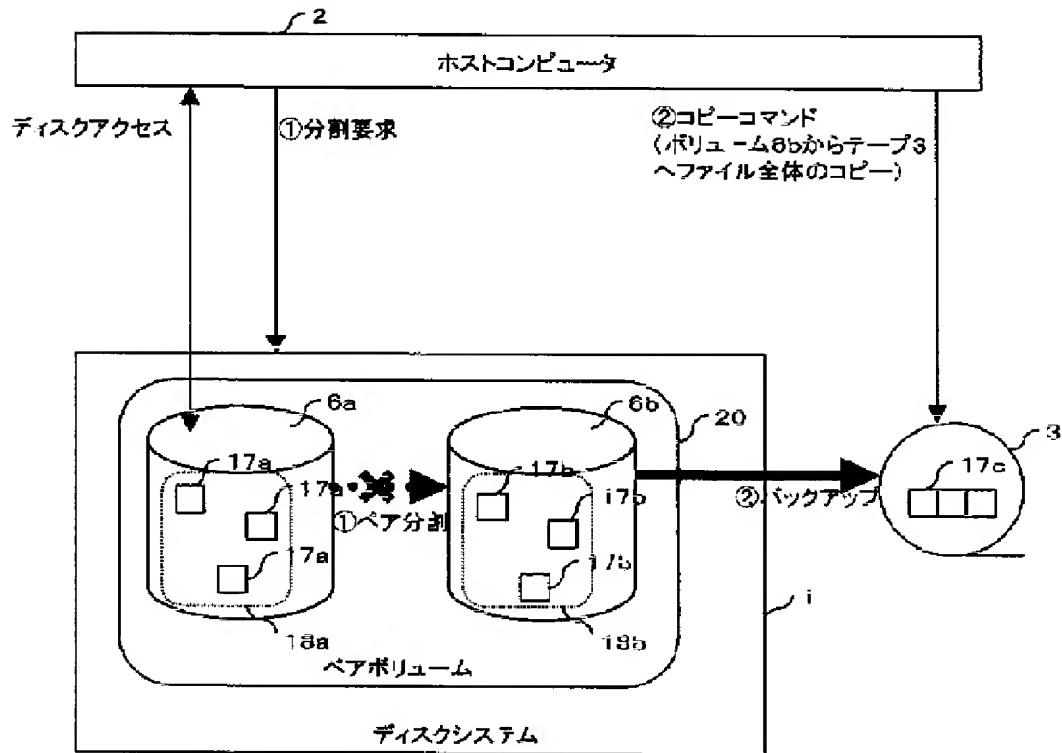 2
ホストコンピュータ
ディスクアクセス
①分割要求
②コピーコマンド
(ボリューム6bからテープ3
へファイル全体のコピー)
6a
6b
20
3
17a
17a
17a
17b
17b
17b
17c
①ペア分割
②バックアップ
1
18a
18b
ペアボリューム
ディスクシステム